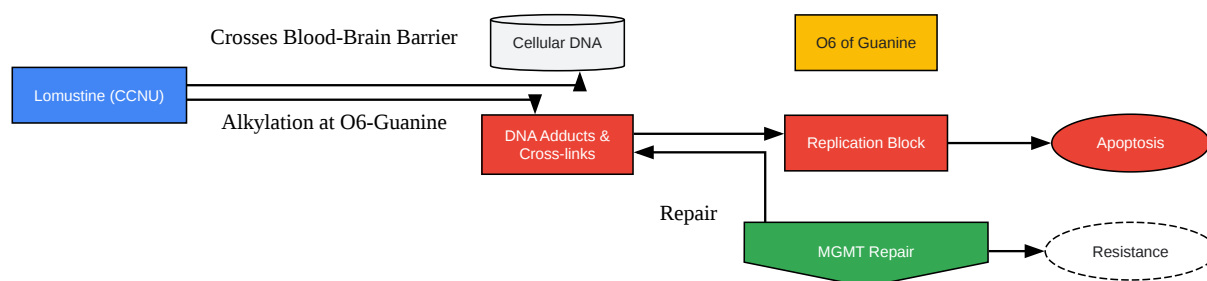 Crosses Blood-Brain Barrier
Cellular DNA
O6 of Guanine
Lomustine (CCNU)
Alkylation at O6-Guanine
DNA Adducts &
Cross-links
Replication Block
Apoptosis
Repair
MGMT Repair
Resistance